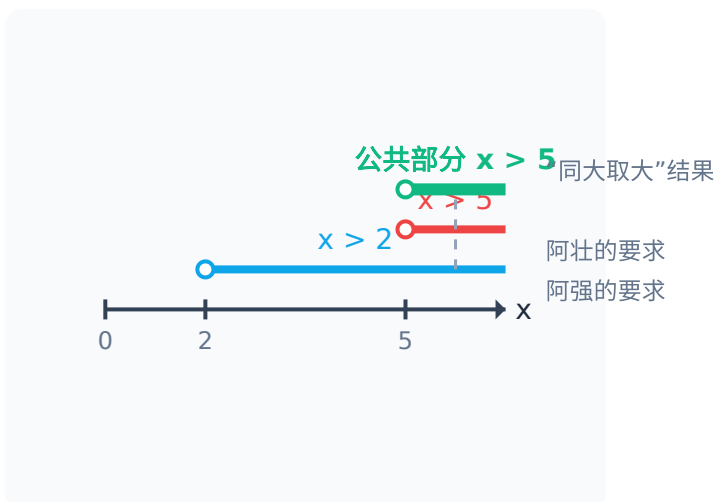 公共部分 x > 5
“同大取大”结果
x > 5
x > 2
阿壮的要求
阿强的要求
x
0
2
5